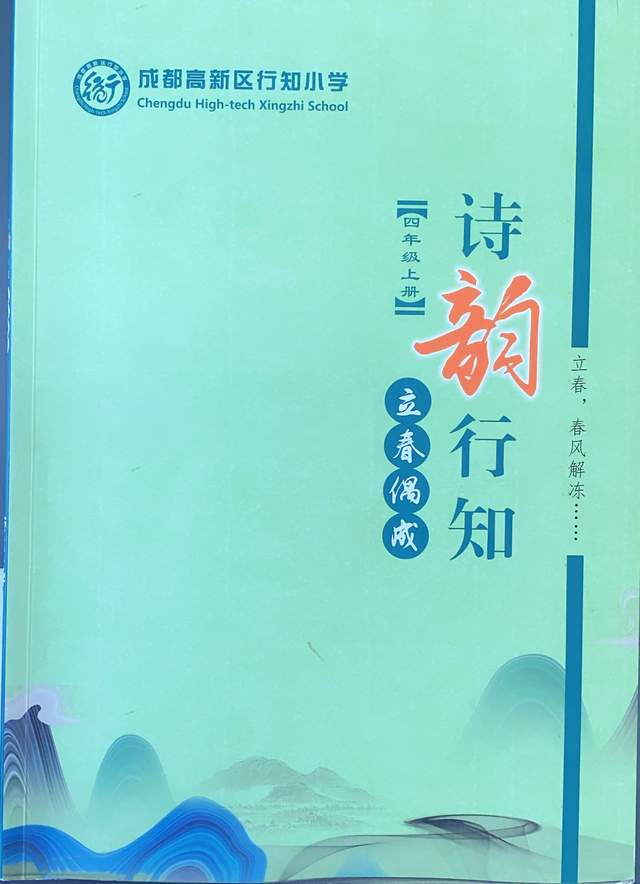 成都高新区行知小学
Chengdu High-tech Xingzhi School
诗韵行知
【四年级上册】
立春偶成
立春，春风解冻……